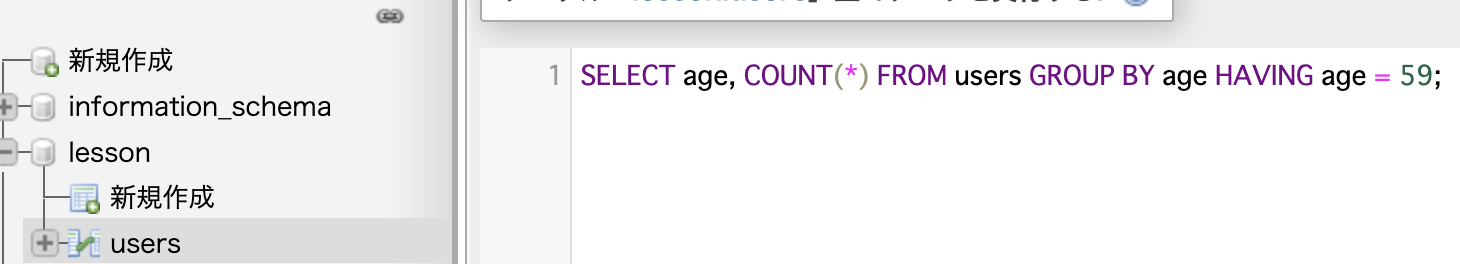 新規作成
information_schema
lesson
新規作成
users
1 SELECT age, COUNT(*) FROM users GROUP BY age HAVING age = 59;